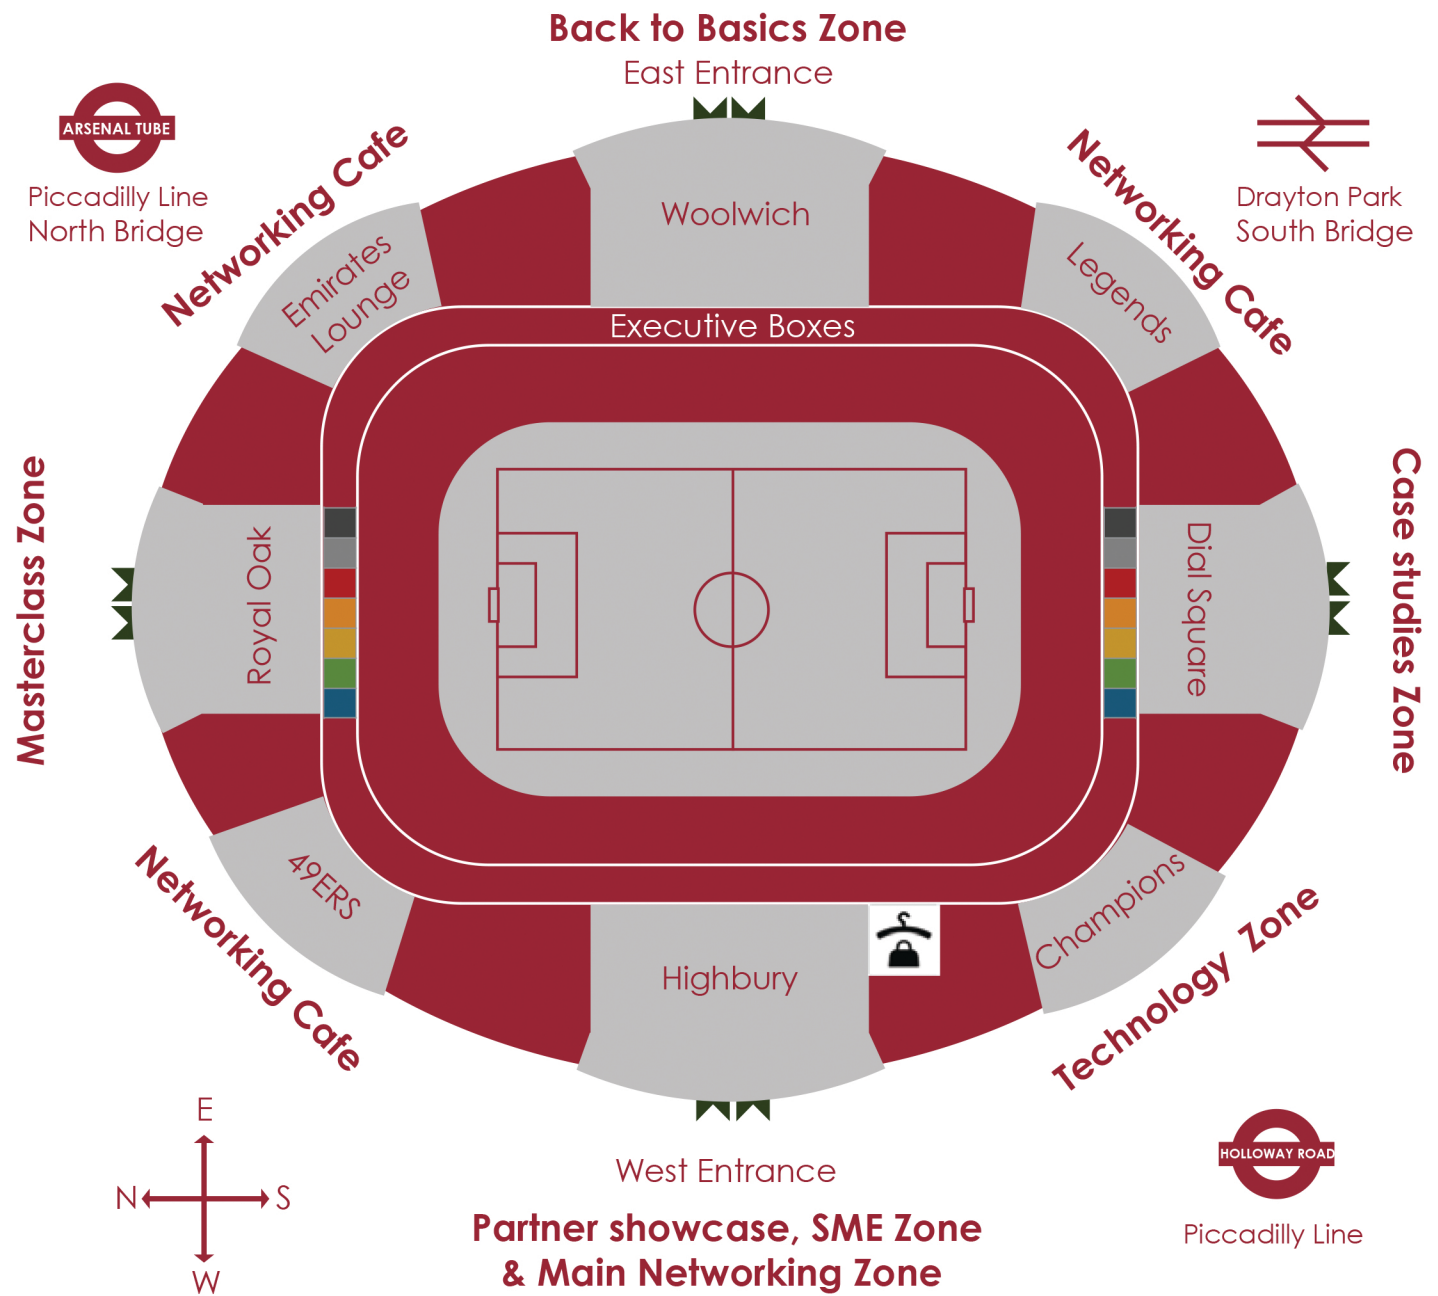 Back to Basics Zone
East Entrance
ARSENAL TUBE
Piccadilly Line
North Bridge
Networking Cafe
Networking Cafe
Drayton Park
South Bridge
Emirates
Lounge
Woolwich
Legends
Executive Boxes
Masterclass Zone
Royal Oak
Dial Square
Case studies Zone
49ERS
Networking Cafe
Highbury
Champions
Technology Zone
E
N
S
W
West Entrance
Partner showcase, SME Zone
& Main Networking Zone
HOLLOWAY ROAD
Piccadilly Line